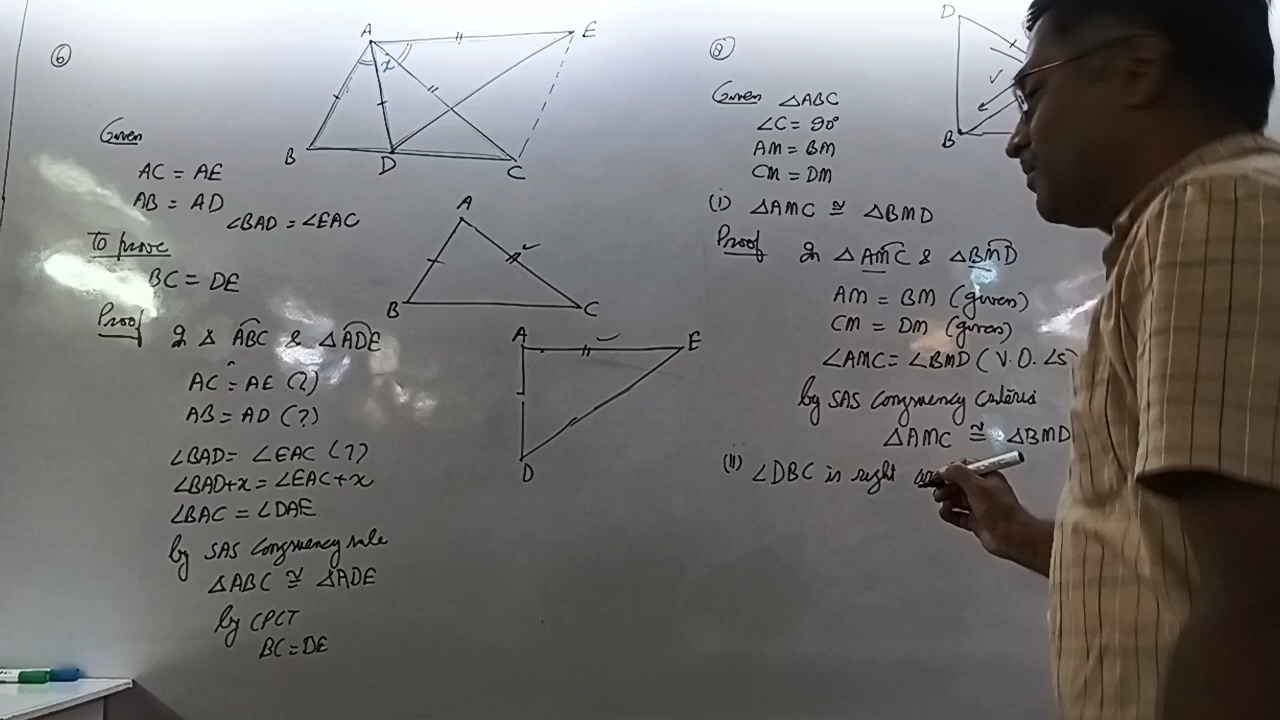 6
A E
x
B D C
Given
AC = AE
AB = AD
∠BAD = ∠EAC
To prove
BC = DE
Proof In △ ABC & △ADE
AC = AE (?)
AB = AD (?)
∠BAD = ∠EAC (?)
∠BAD+x = ∠EAC+x
∠BAC = ∠DAE
by SAS congruency rule
△ABC ≅ △ADE
by CPCT
BC = DE
A
B C
A E
D
8
D
B
Given △ABC
∠C = 90°
AM = BM
CM = DM
(i) △AMC ≅ △BMD
Proof In △ AMC & △BMD
AM = BM (given)
CM = DM (given)
∠AMC = ∠BMD (V.O. ∠s)
by SAS congruency criteria
△AMC ≅ △BMD
(ii) ∠DBC is right